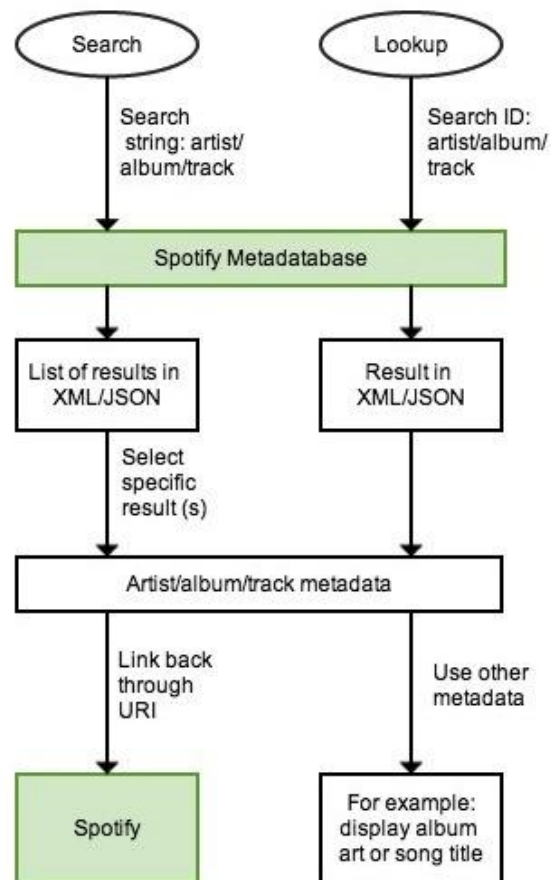 Search
Lookup
Search
string: artist/
album/track
Search ID:
artist/album/
track
Spotify Metadatabase
List of results in
XML/JSON
Result in
XML/JSON
Select
specific
result (s)
Artist/album/track metadata
Link back
through
URI
Use other
metadata
Spotify
For example:
display album
art or song title